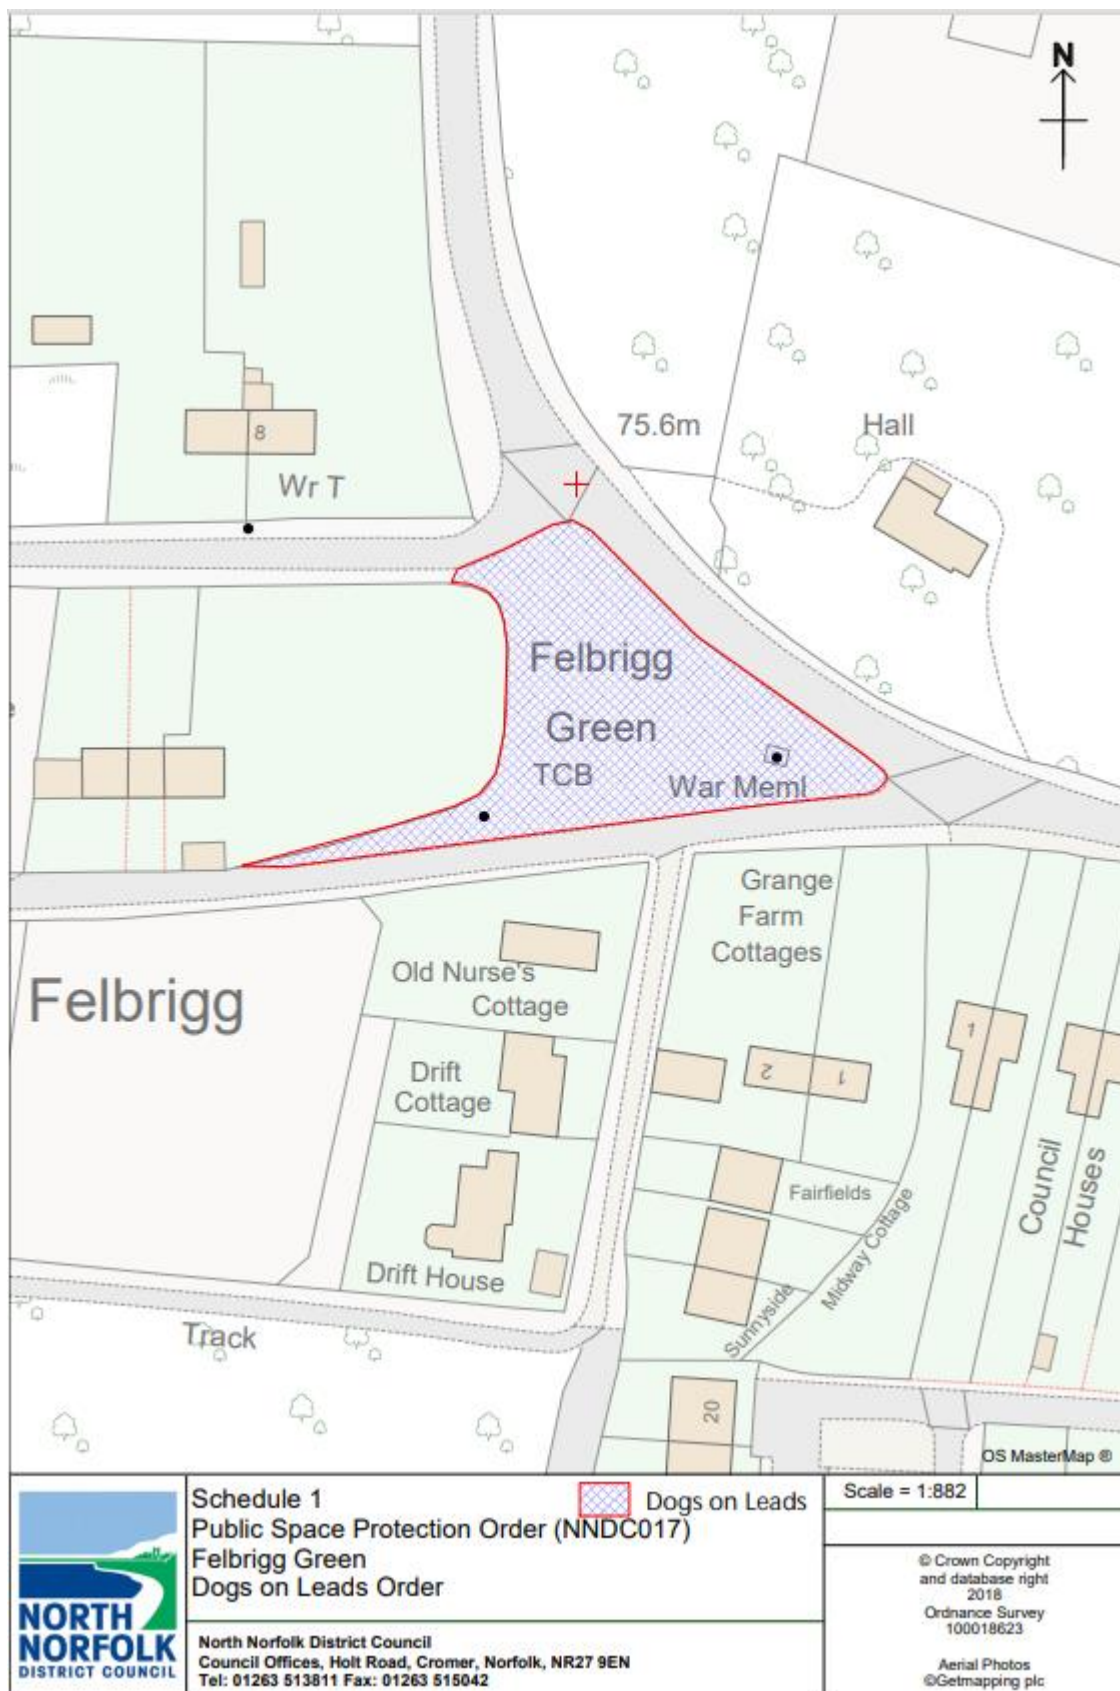 N
75.6m
Hall
8
Wr T
Felbrigg
Green
TCB
War Meml
Grange
Farm
Cottages
Old Nurse's
Cottage
Felbrigg
Drift
Cottage
2
1
1
Council
Houses
Fairfields
Midway Cottage
Sunnyside
Drift House
Track
20
OS MasterMap ®
NORTH
NORFOLK
DISTRICT COUNCIL
Schedule 1
Dogs on Leads
Public Space Protection Order (NNDC017)
Felbrigg Green
Dogs on Leads Order
North Norfolk District Council
Council Offices, Holt Road, Cromer, Norfolk, NR27 9EN
Tel: 01263 513811 Fax: 01263 515042
Scale = 1:882
© Crown Copyright
and database right
2018
Ordnance Survey
100018623
Aerial Photos
©Getmapping plc